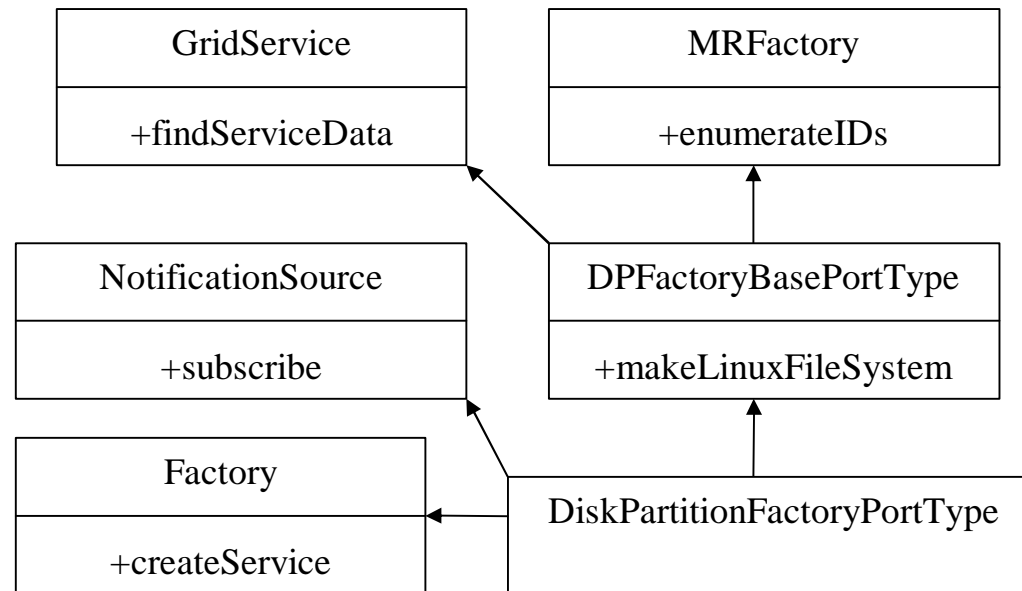 GridService
+findServiceData
MRFactory
+enumerateIDs
NotificationSource
+subscribe
DPFactoryBasePortType
+makeLinuxFileSystem
Factory
+createService
DiskPartitionFactoryPortType